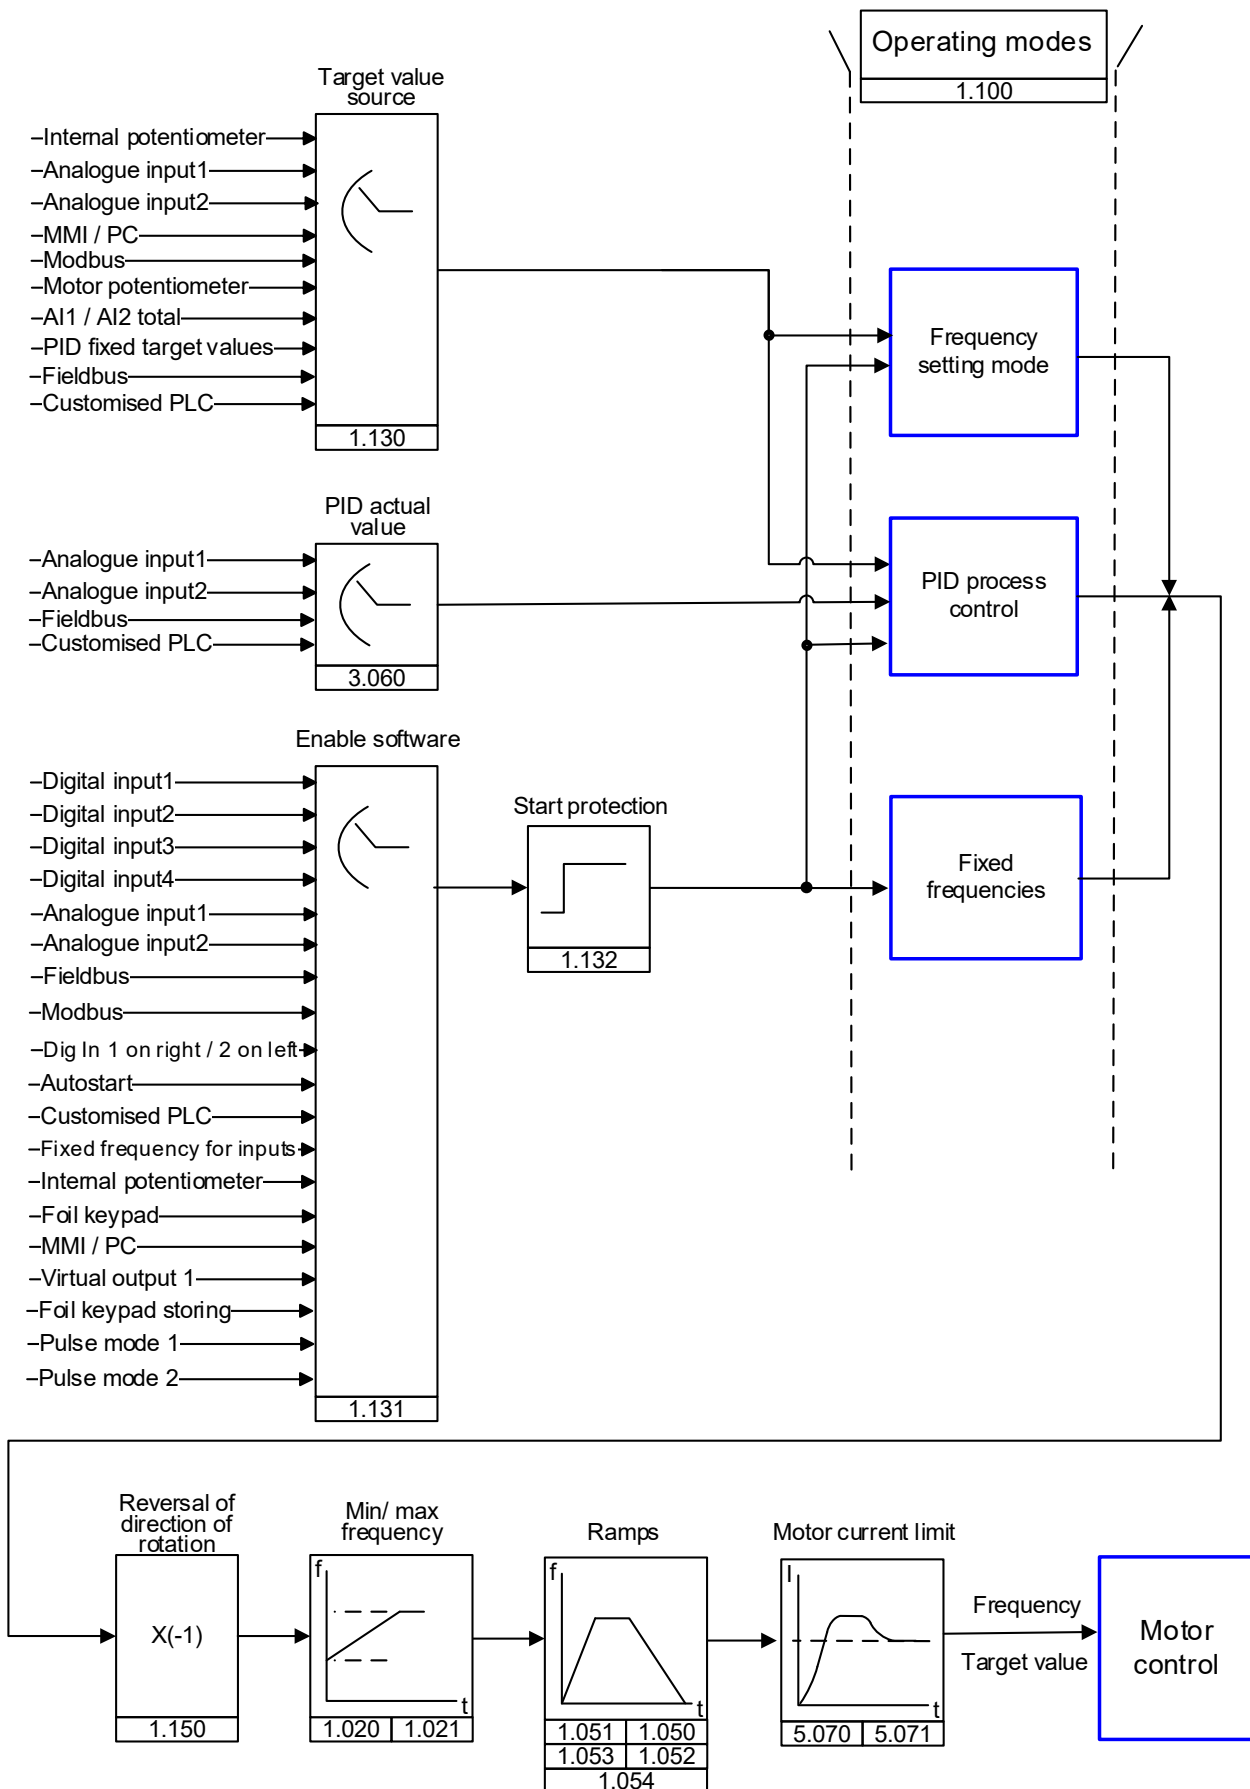 Operating modes
1.100
Target value
source
Internal potentiometer
Analogue input1
Analogue input2
MMI / PC
Modbus
Motor potentiometer
AI1 / AI2 total
PID fixed target values
Fieldbus
Customised PLC
1.130
Frequency
setting mode
PID actual
value
Analogue input1
Analogue input2
Fieldbus
Customised PLC
3.060
PID process
control
Enable software
Digital input1
Digital input2
Digital input3
Digital input4
Analogue input1
Analogue input2
Fieldbus
Modbus
Dig In 1 on right / 2 on left
Autostart
Customised PLC
Fixed frequency for inputs
Internal potentiometer
Foil keypad
MMI / PC
Virtual output 1
Foil keypad storing
Pulse mode 1
Pulse mode 2
1.131
Start protection
1.132
Fixed
frequencies
Reversal of
direction of
rotation
X(-1)
1.150
Min/ max
frequency
f
t
1.020 1.021
Ramps
f
t
1.051 1.050
1.053 1.052
1.054
Motor current limit
I
t
5.070 5.071
Frequency
Target value
Motor
control